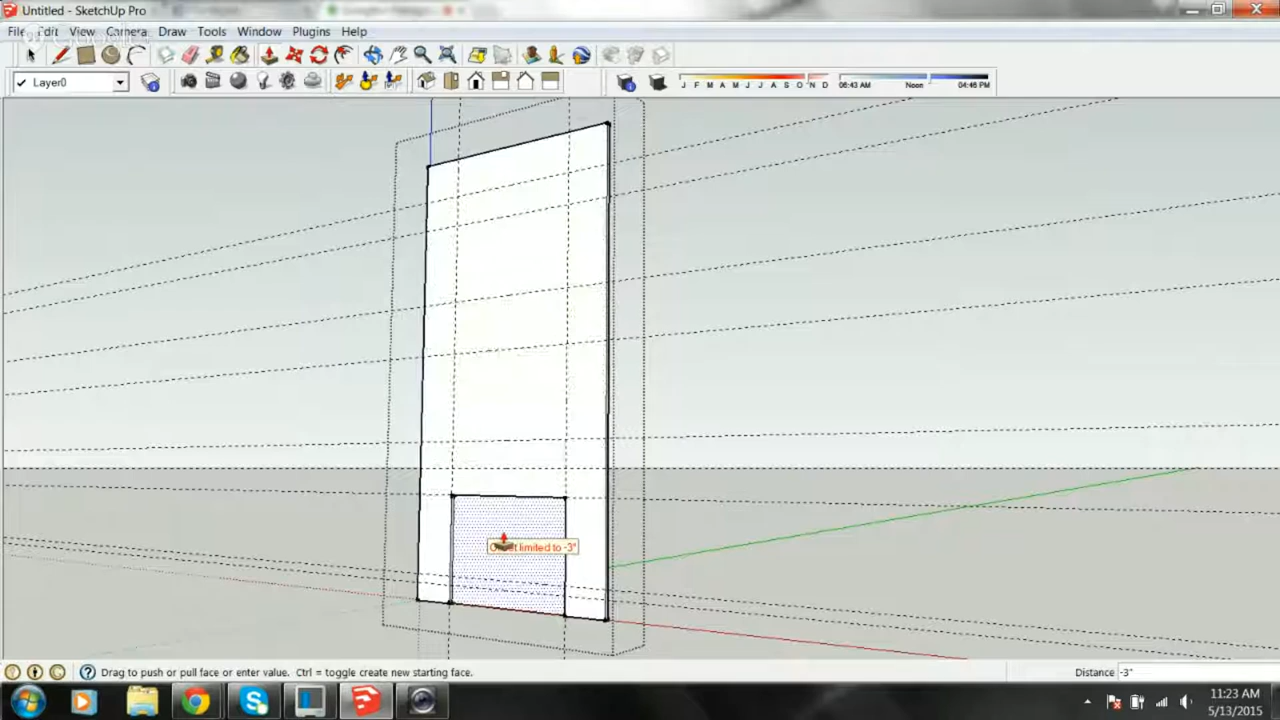 Untitled - SketchUp Pro
File Edit View Camera Draw Tools Window Plugins Help
Layer0
J F M A M J J A S O N D
06:43 AM Noon 04:46 PM
Offset limited to -3"
Drag to push or pull face or enter value. Ctrl = toggle create new starting face.
Distance -3"
11:23 AM
5/13/2015